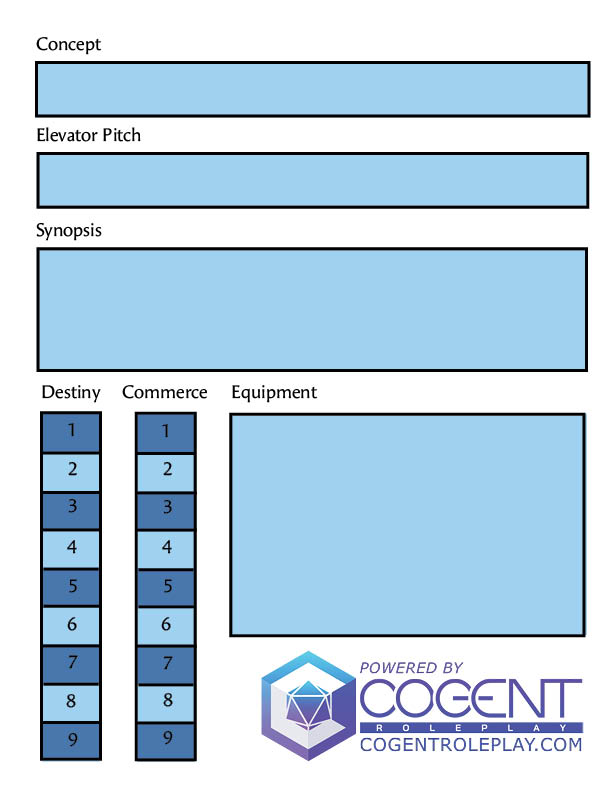 Concept
Elevator Pitch
Synopsis
Destiny Commerce Equipment
1 1
2 2
3 3
4 4
5 5
6 6
7 7
8 8
9 9
POWERED BY
COGENT
ROLEPLAY
COGENTROLEPLAY.COM